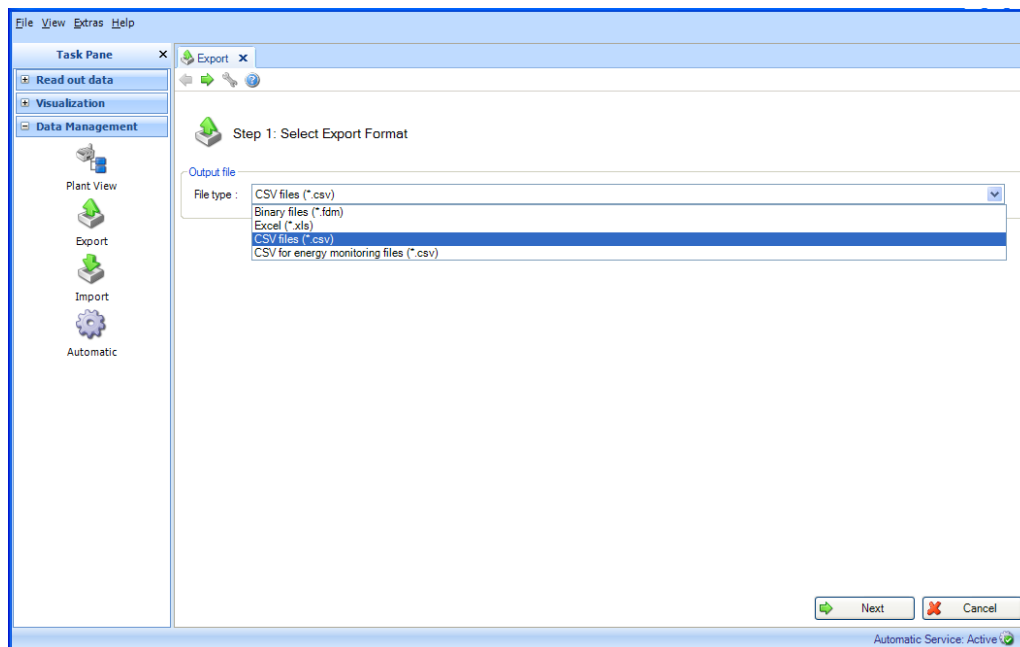 File View Extras Help
Task Pane
Export
Read out data
Visualization
Data Management
Step 1: Select Export Format
Plant View
Output file
File type : CSV files (*.csv)
Binary files (*.fdm)
Excel (*.xls)
CSV files (*.csv)
CSV for energy monitoring files (*.csv)
Export
Import
Automatic
Next
Cancel
Automatic Service: Active